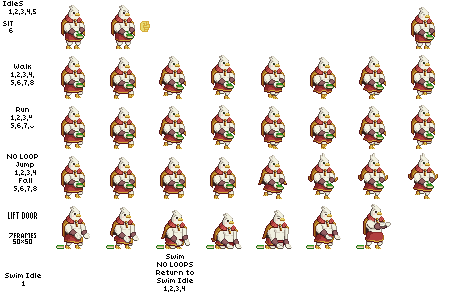 IdleS
1,2,3,4,5
SIT
6
Walk
1,2,3,4,
5,6,7,8
Run
1,2,3,4
5,6,7,
NO LOOP
Jump
1,2,3,4
Fall
5,6,7,8
LIFT DOOR
7FRAMES
50x50
Swim
NO LOOPS
Return to
Swim Idle
1,2,3,4
Swim Idle
1